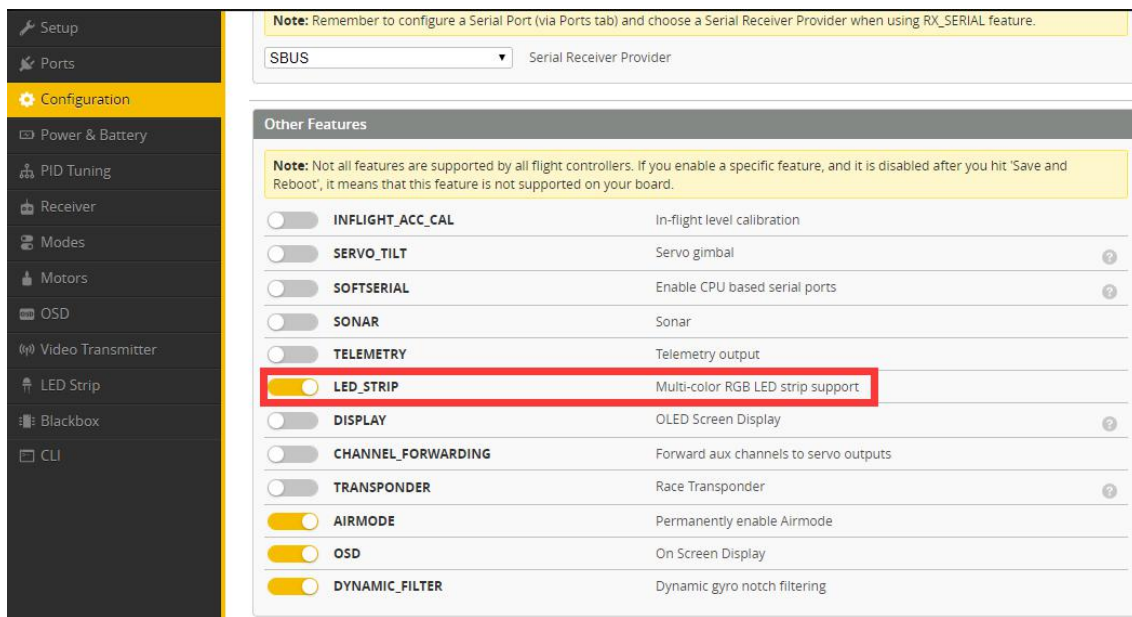 Setup
Ports
Configuration
Power & Battery
PID Tuning
Receiver
Modes
Motors
OSD
Video Transmitter
LED Strip
Blackbox
CLI
Note: Remember to configure a Serial Port (via Ports tab) and choose a Serial Receiver Provider when using RX_SERIAL feature.
SBUS Serial Receiver Provider
Other Features
Note: Not all features are supported by all flight controllers. If you enable a specific feature, and it is disabled after you hit 'Save and
Reboot', it means that this feature is not supported on your board.
INFLIGHT_ACC_CAL In-flight level calibration
SERVO_TILT Servo gimbal ?
SOFTSERIAL Enable CPU based serial ports ?
SONAR Sonar
TELEMETRY Telemetry output
LED_STRIP Multi-color RGB LED strip support
DISPLAY OLED Screen Display ?
CHANNEL_FORWARDING Forward aux channels to servo outputs
TRANSPONDER Race Transponder ?
AIRMODE Permanently enable Airmode
OSD On Screen Display
DYNAMIC_FILTER Dynamic gyro notch filtering